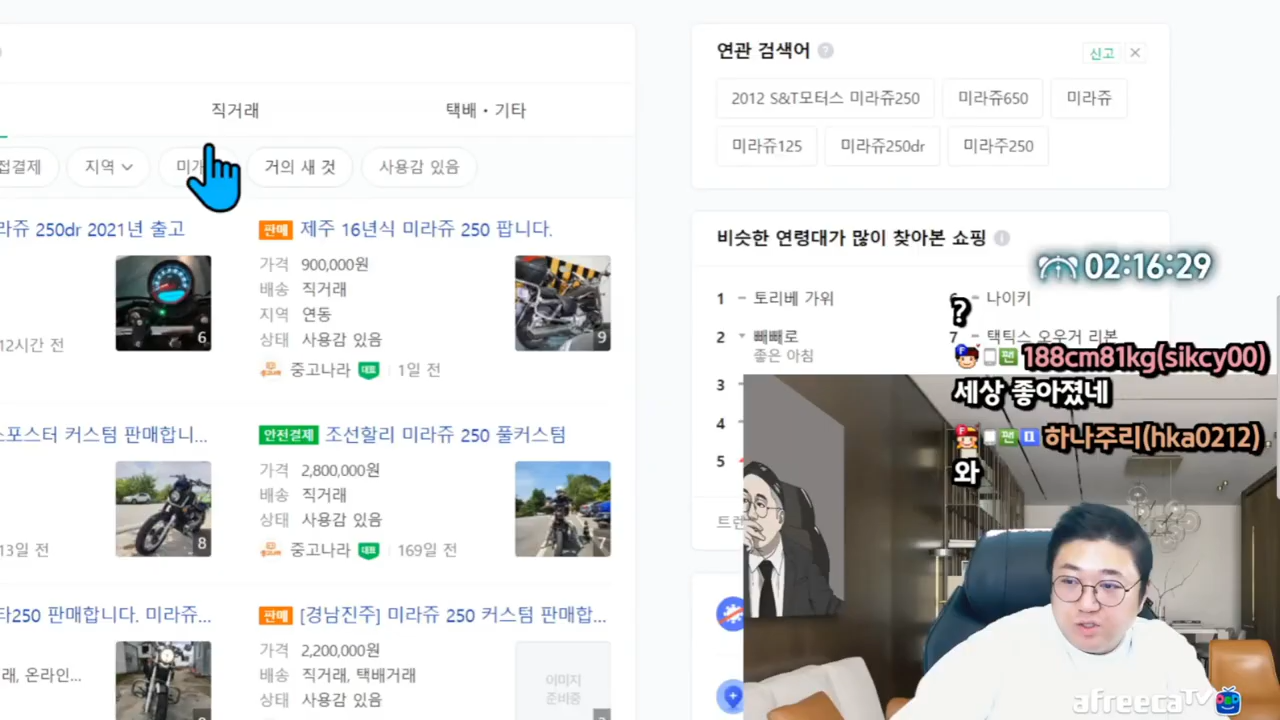 연관 검색어
신고
직거래
택배 · 기타
2012 S&T모터스 미라쥬250
미라쥬650
미라쥬
미라쥬125
미라쥬250dr
미라주250
접결제
지역
거의 새 것
사용감 있음
라쥬 250dr 2021년 출고
6
12시간 전
판매 제주 16년식 미라쥬 250 팝니다.
가격 900,000원
배송 직거래
지역 연동
상태 사용감 있음
9
중고나라 대표 1일 전
비슷한 연령대가 많이 찾아본 쇼핑
02:16:29
1 - 토리베 가위
- 나이키
?
2 빼빼로
좋은 아침
7 - 택틱스 오우거 리본
3
4
5
팬 188cm81kg(sikcy00)
세상 좋아졌네
팬 하나주리(hka0212)
와
스포스터 커스텀 판매합니...
8
13일 전
안전결제 조선할리 미라쥬 250 풀커스텀
가격 2,800,000원
배송 직거래
상태 사용감 있음
7
중고나라 대표 169일 전
타250 판매합니다. 미라쥬...
래, 온라인...
판매 [경남진주] 미라쥬 250 커스텀 판매합...
가격 2,200,000원
배송 직거래, 택배거래
상태 사용감 있음
이미지
준비중
afreecaTV